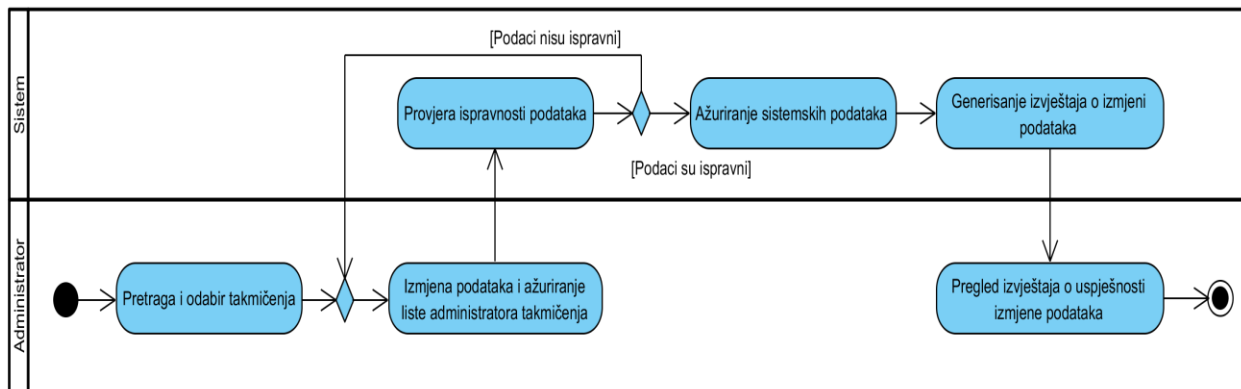 Sistem
[Podaci nisu ispravni]
Provjera ispravnosti podataka
Ažuriranje sistemskih podataka
Generisanje izvještaja o izmjeni
podataka
[Podaci su ispravni]
Administrator
Pretraga i odabir takmičenja
Izmjena podataka i ažuriranje
liste administratora takmičenja
Pregled izvještaja o uspješnosti
izmjene podataka